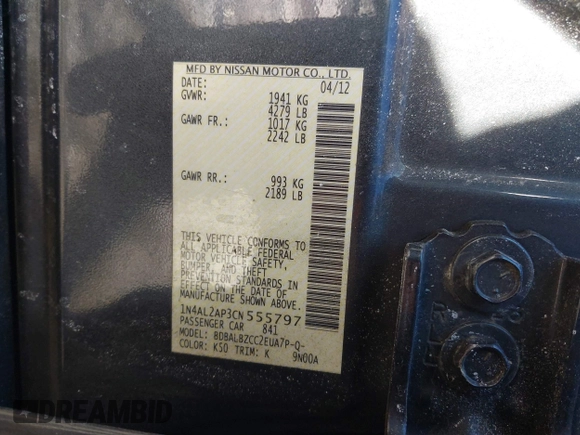 MFD BY NISSAN MOTOR CO., LTD.
DATE: 04/12
GVWR: 1941 KG
4279 LB
GAWR FR.: 1017 KG
2242 LB
GAWR RR.: 993 KG
2189 LB
THIS VEHICLE CONFORMS TO
ALL APPLICABLE FEDERAL
MOTOR VEHICLE SAFETY,
BUMPER, AND THEFT
PREVENTION STANDARDS IN
EFFECT ON THE DATE OF
MANUFACTURE SHOWN ABOVE.
1N4AL2AP3CN555797
PASSENGER CAR 841
MODEL: BDBALBZCC2EUA7P-Q-
COLOR: K50 TRIM: K 9N00A
DREAMBID